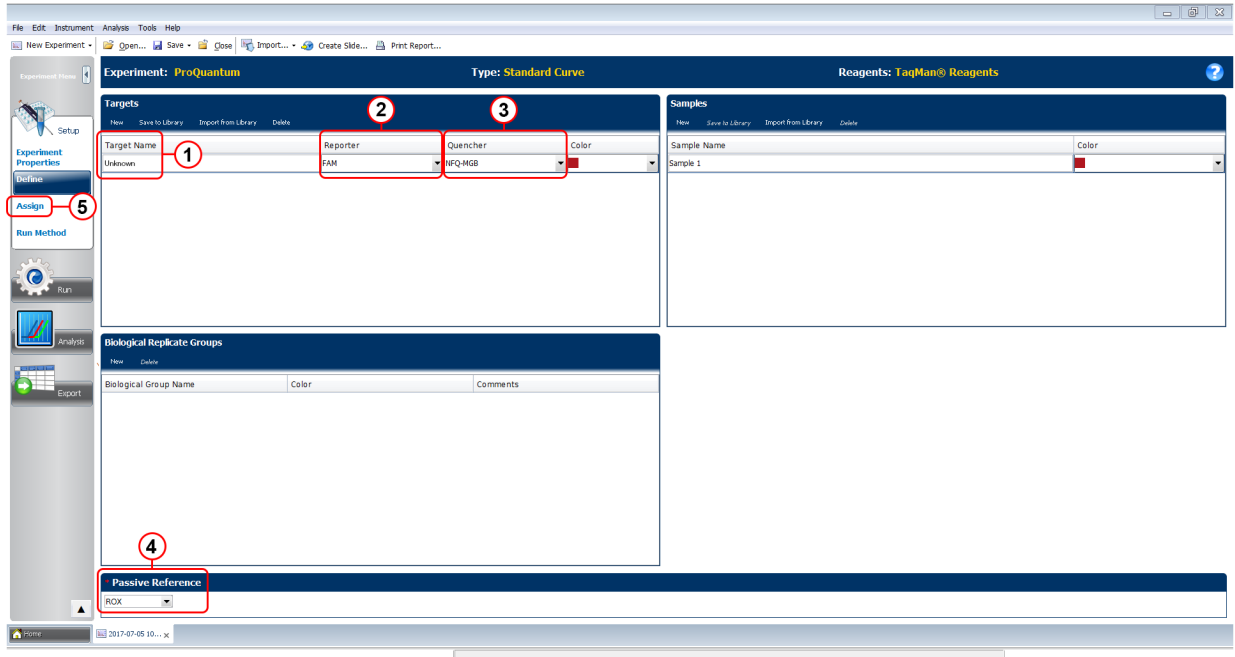 File Edit Instrument Analysis Tools Help
New Experiment Open... Save Close Import... Create Slide... Print Report...
Experiment Menu
Experiment: ProQuantum Type: Standard Curve Reagents: TaqMan® Reagents ?
Setup
Experiment Properties
Define
Assign 5
Run Method
Run
Analysis
Export
Targets 2 3
New Save to Library Import from Library Delete
Target Name 1 Reporter Quencher Color
Unknown FAM NFQ-MGB
Samples
New Save to Library Import from Library Delete
Sample Name Color
Sample 1
Biological Replicate Groups
New Delete
Biological Group Name Color Comments
4
* Passive Reference
ROX
Home 2017-07-05 10... x